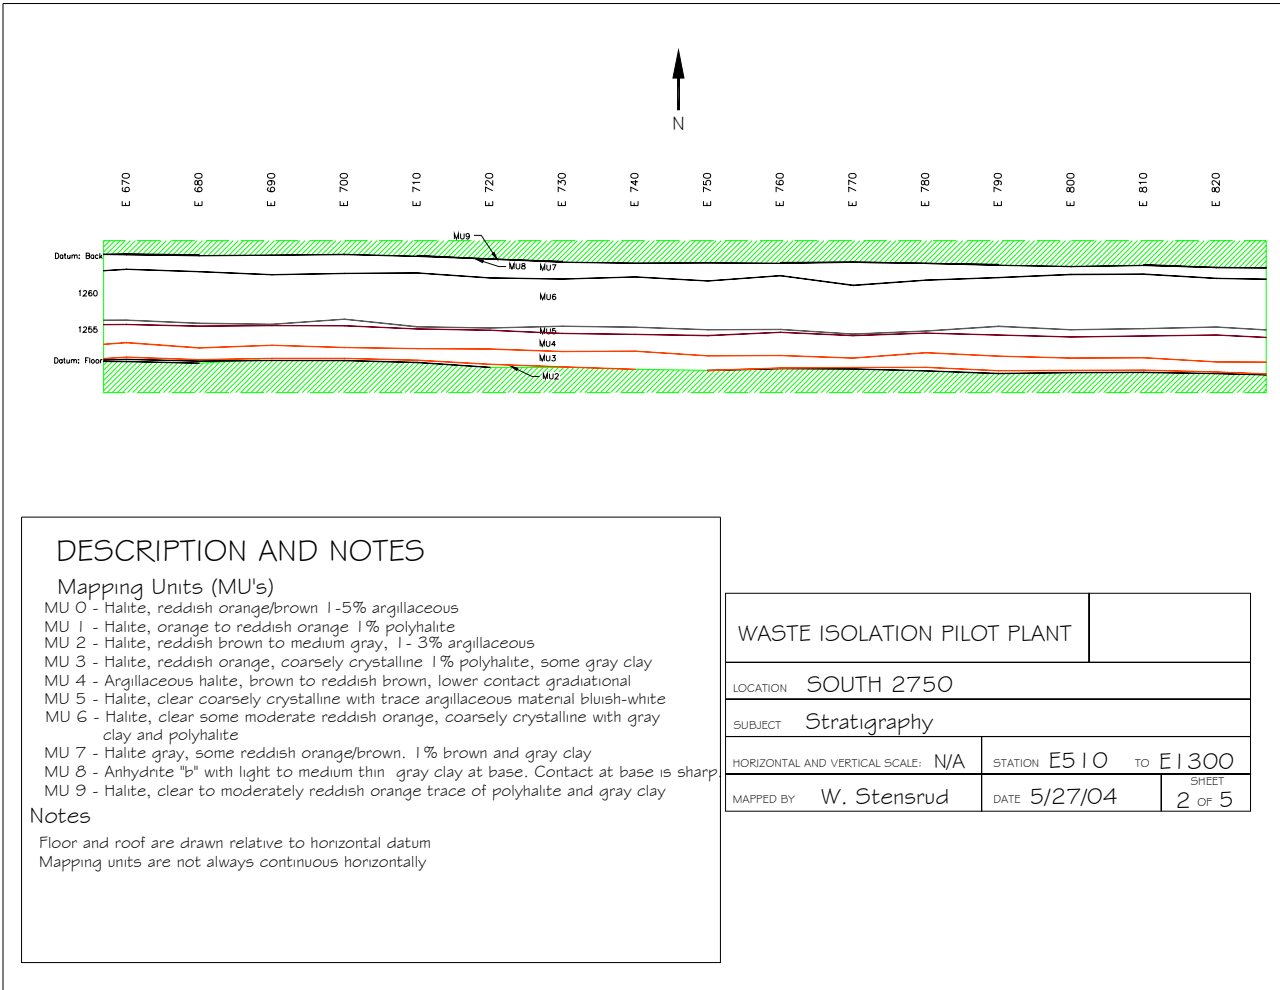 N
E 670
E 680
E 690
E 700
E 710
E 720
E 730
E 740
E 750
E 760
E 770
E 780
E 790
E 800
E 810
E 820
MU9
Datum: Back
MU8
MU7
1260
MU6
1255
MU5
MU4
Datum: Floor
MU3
MU2
DESCRIPTION AND NOTES
Mapping Units (MU's)
MU 0 - Halite, reddish orange/brown 1-5% argillaceous
MU 1 - Halite, orange to reddish orange 1% polyhalite
MU 2 - Halite, reddish brown to medium gray, 1- 3% argillaceous
MU 3 - Halite, reddish orange, coarsely crystalline 1% polyhalite, some gray clay
MU 4 - Argillaceous halite, brown to reddish brown, lower contact gradiational
MU 5 - Halite, clear coarsely crystalline with trace argillaceous material bluish-white
MU 6 - Halite, clear some moderate reddish orange, coarsely crystalline with gray
clay and polyhalite
MU 7 - Halite gray, some reddish orange/brown. 1% brown and gray clay
MU 8 - Anhydrite "b" with light to medium thin gray clay at base. Contact at base is sharp.
MU 9 - Halite, clear to moderately reddish orange trace of polyhalite and gray clay
Notes
Floor and roof are drawn relative to horizontal datum
Mapping units are not always continuous horizontally
WASTE ISOLATION PILOT PLANT
LOCATION SOUTH 2750
SUBJECT Stratigraphy
HORIZONTAL AND VERTICAL SCALE: N/A
STATION E510 TO E1300
MAPPED BY W. Stensrud
DATE 5/27/04
SHEET
2 OF 5